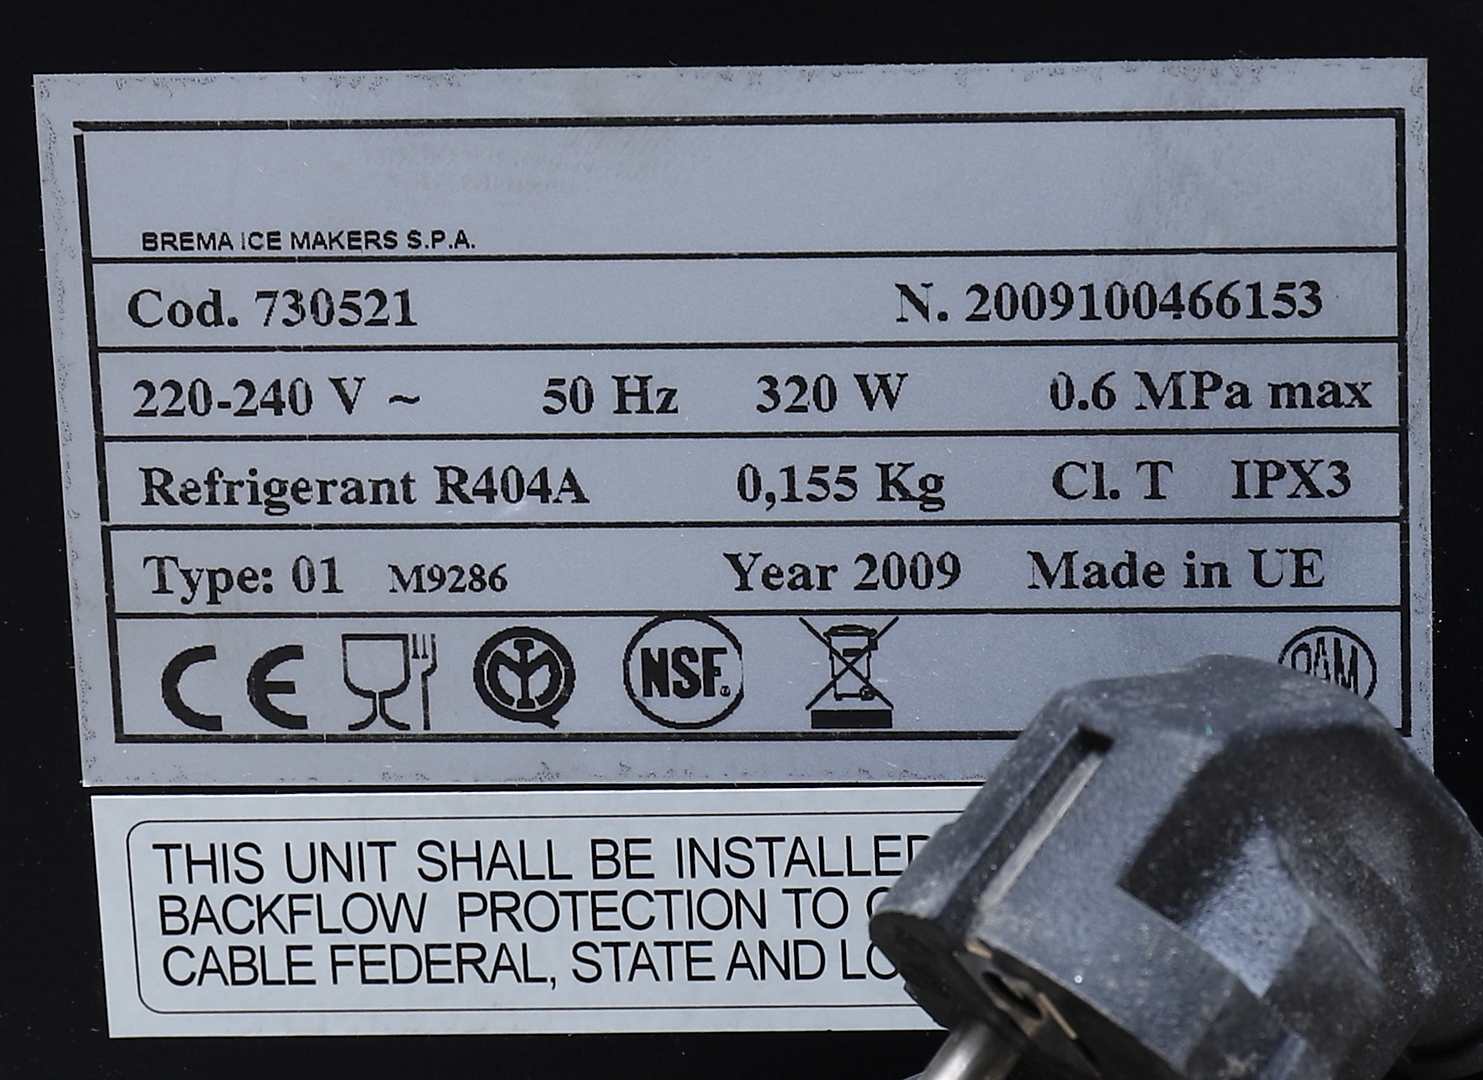 BREMA ICE MAKERS S.P.A.
Cod. 730521 N. 2009100466153
220-240 V ~ 50 Hz 320 W 0.6 MPa max
Refrigerant R404A 0,155 Kg Cl. T IPX3
Type: 01 M9286 Year 2009 Made in UE
CE NSF.
THIS UNIT SHALL BE INSTALLED
BACKFLOW PROTECTION TO
CABLE FEDERAL, STATE AND